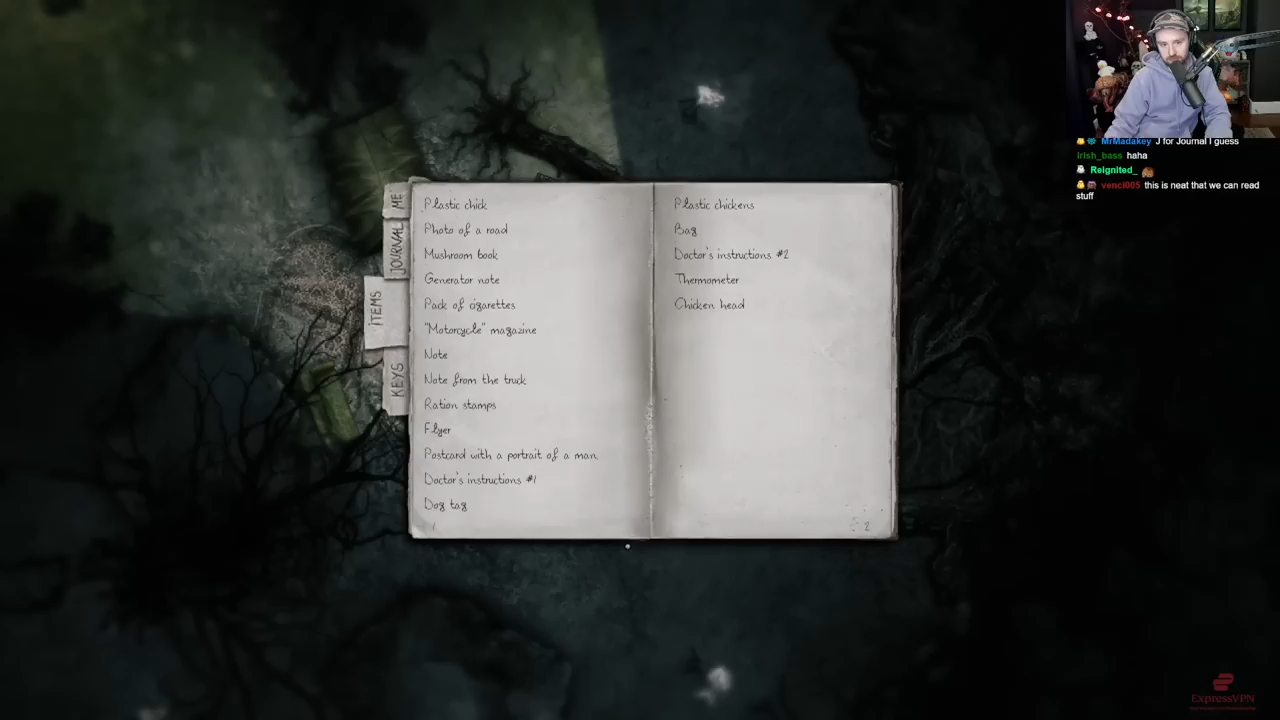 ME
JOURNAL
ITEMS
KEYS
Plastic chick
Photo of a road
Mushroom book
Generator note
Pack of cigarettes
"Motorcycle" magazine
Note
Note from the truck
Ration stamps
Flyer
Postcard with a portrait of a man
Doctor's instructions #1
Dog tag
1
Plastic chickens
Bag
Doctor's instructions #2
Thermometer
Chicken head
2
MrMadakey J for Journal I guess
Irish_bass haha
Reignited_
venci005 this is neat that we can read
stuff
ExpressVPN